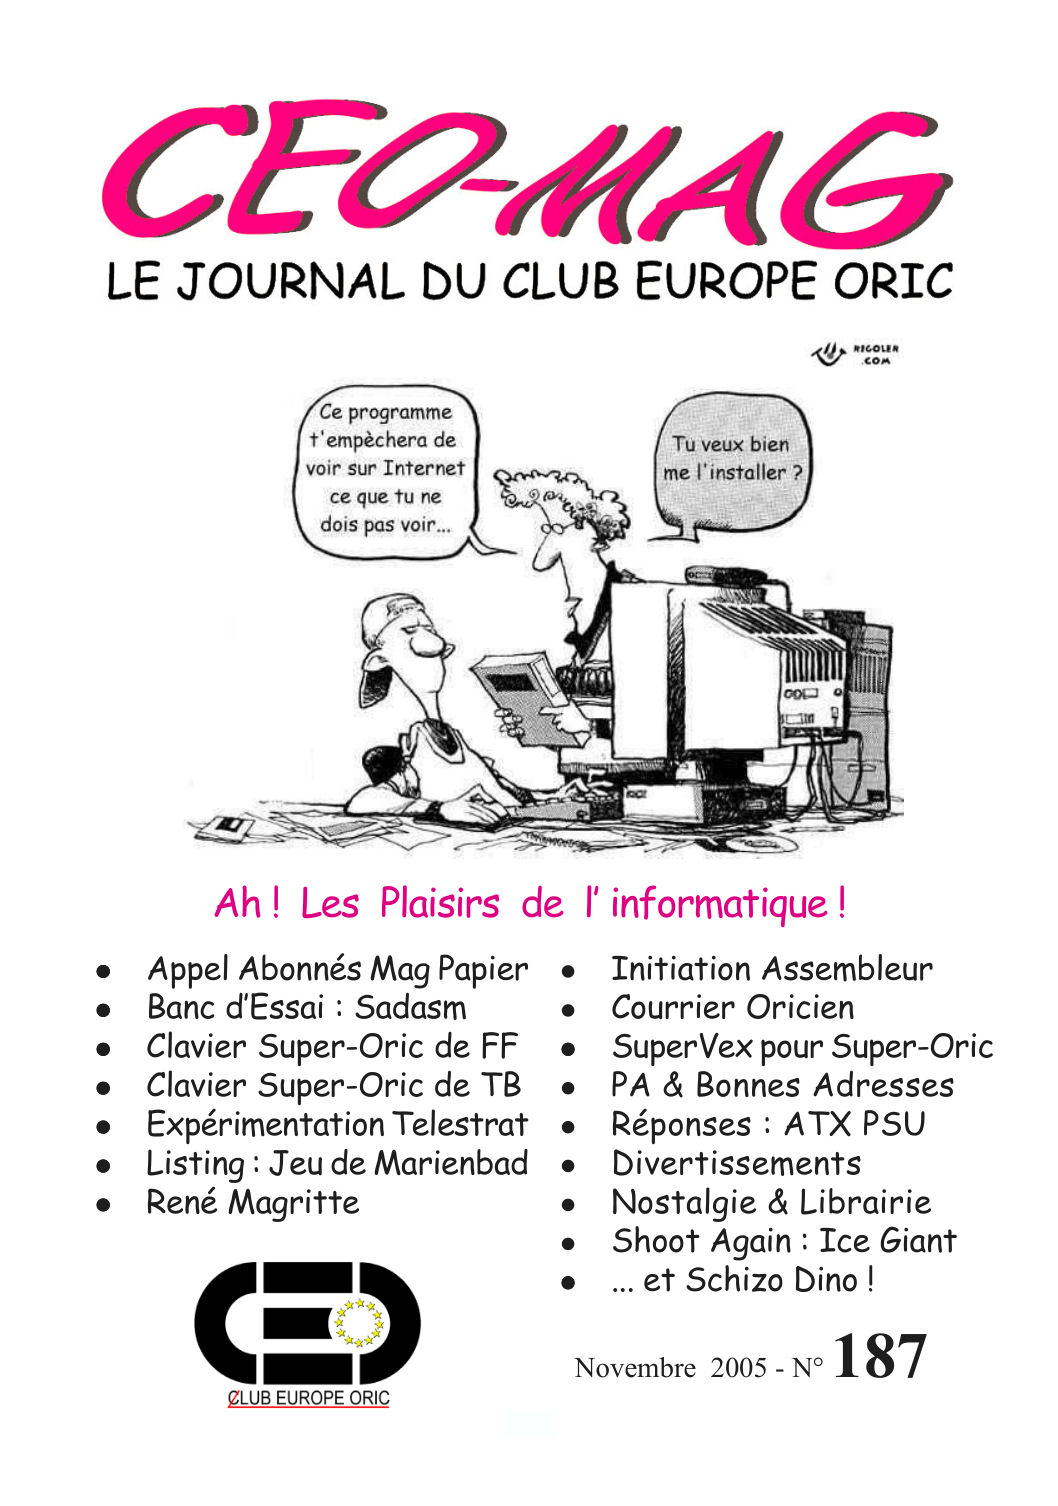 CEO-MAG
LE JOURNAL DU CLUB EUROPE ORIC
RIGOLER
.COM
Ce programme
t'empèchera de
voir sur Internet
ce que tu ne
dois pas voir...
Tu veux bien
me l'installer ?
Ah ! Les Plaisirs de l' informatique !
● Appel Abonnés Mag Papier
● Banc d'Essai : Sadasm
● Clavier Super-Oric de FF
● Clavier Super-Oric de TB
● Expérimentation Telestrat
● Listing : Jeu de Marienbad
● René Magritte
● Initiation Assembleur
● Courrier Oricien
● SuperVex pour Super-Oric
● PA & Bonnes Adresses
● Réponses : ATX PSU
● Divertissements
● Nostalgie & Librairie
● Shoot Again : Ice Giant
● ... et Schizo Dino !
CEO
CLUB EUROPE ORIC
Novembre 2005 - N° 187